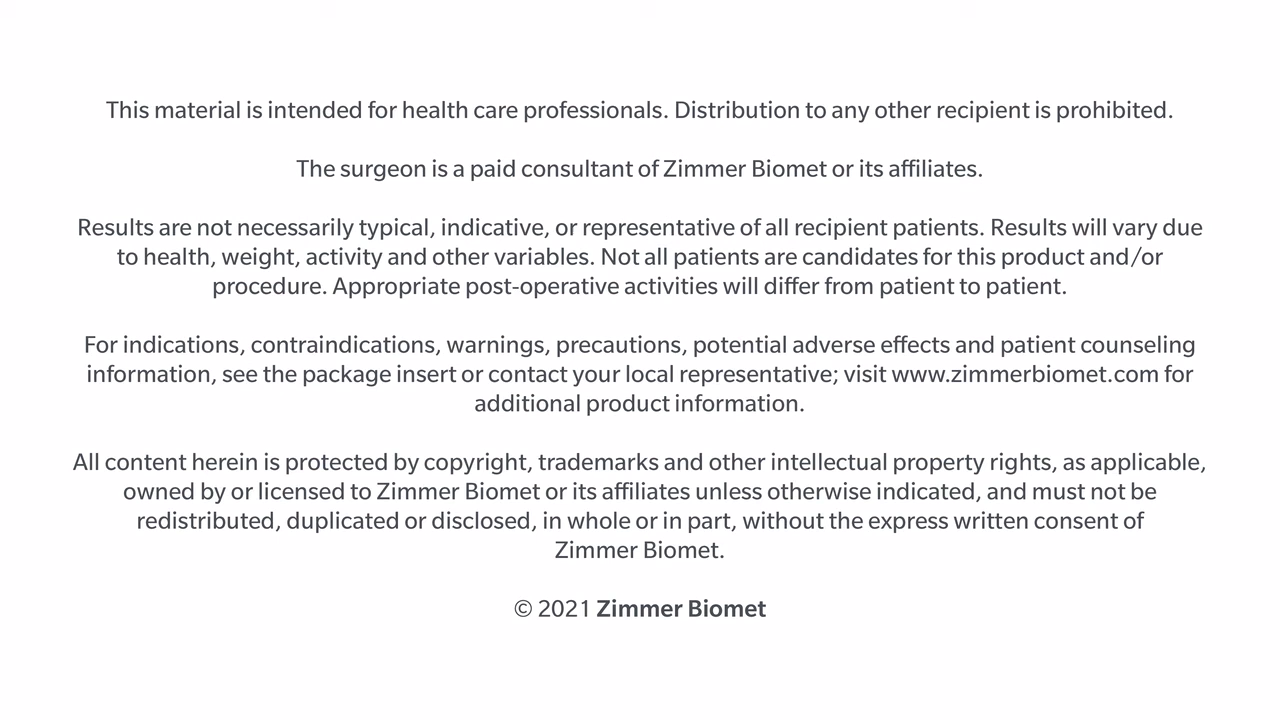 This material is intended for health care professionals. Distribution to any other recipient is prohibited.
The surgeon is a paid consultant of Zimmer Biomet or its affiliates.
Results are not necessarily typical, indicative, or representative of all recipient patients. Results will vary due
to health, weight, activity and other variables. Not all patients are candidates for this product and/or
procedure. Appropriate post-operative activities will differ from patient to patient.
For indications, contraindications, warnings, precautions, potential adverse effects and patient counseling
information, see the package insert or contact your local representative; visit www.zimmerbiomet.com for
additional product information.
All content herein is protected by copyright, trademarks and other intellectual property rights, as applicable,
owned by or licensed to Zimmer Biomet or its affiliates unless otherwise indicated, and must not be
redistributed, duplicated or disclosed, in whole or in part, without the express written consent of
Zimmer Biomet.
© 2021 Zimmer Biomet